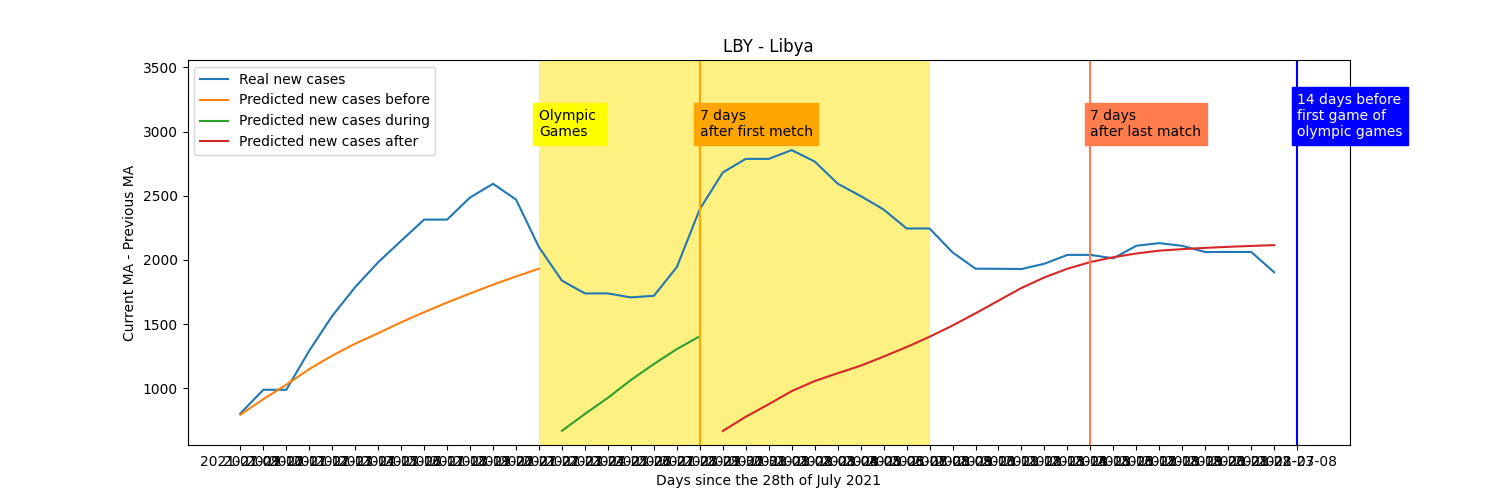 LBY - Libya
Real new cases
Predicted new cases before
Predicted new cases during
Predicted new cases after
Olympic
Games
7 days
after first metch
7 days
after last match
14 days before
first game of
olympic games
3500
3000
2500
2000
1500
1000
Current MA - Previous MA
Days since the 28th of July 2021